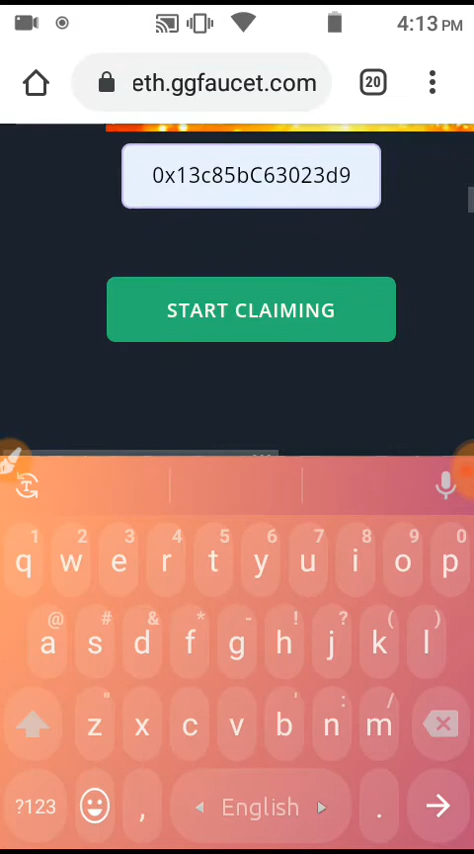 4:13 PM
eth.ggfaucet.com
20
0x13c85bC63023d9
START CLAIMING
1 2 3 4 5 6 7 8 9 0
q w e r t y u i o p
@ # & * - ! ? ( )
a s d f g h j k l
" ' : /
z x c v b n m
?123 , English .